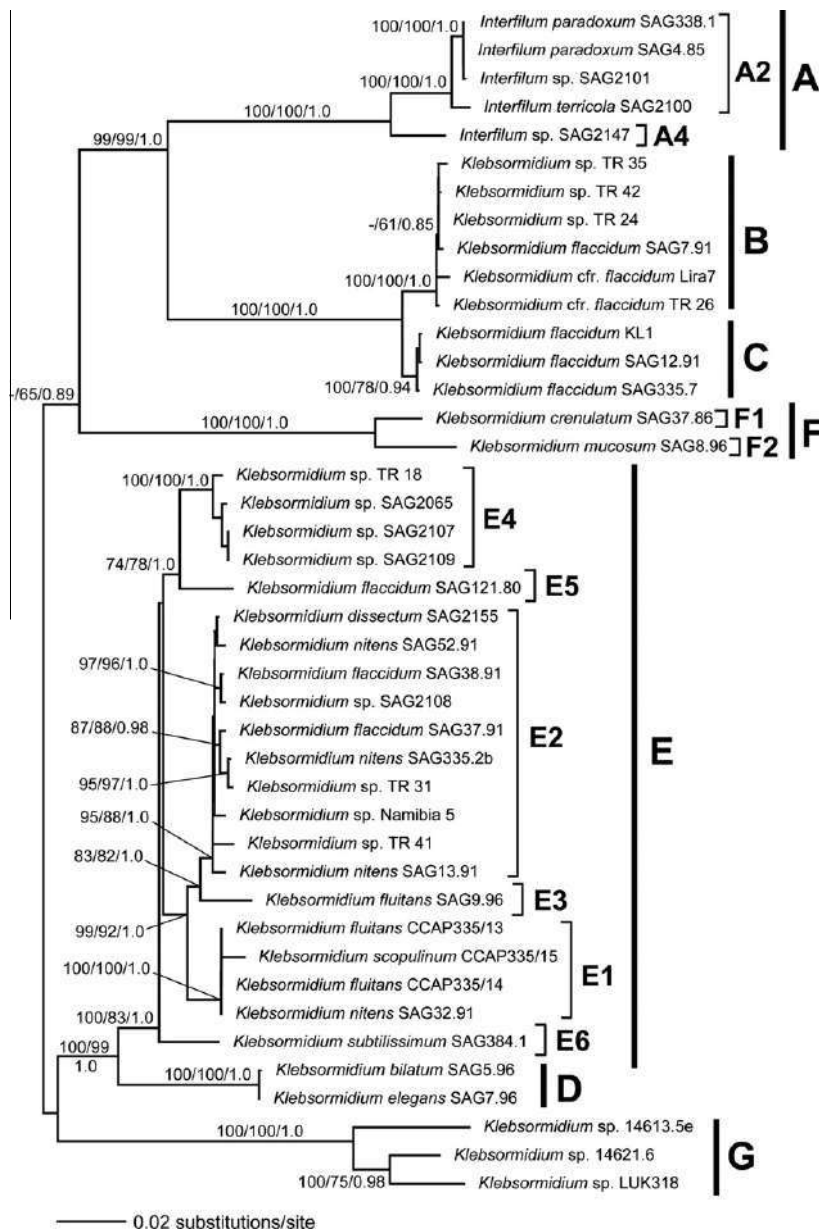 100/100/1.0
Interfilum paradoxum SAG338.1
Interfilum paradoxum SAG4.85
Interfilum sp. SAG2101
Interfilum terricola SAG2100
A2
A
100/100/1.0
100/100/1.0
Interfilum sp. SAG2147
A4
99/99/1.0
Klebsormidium sp. TR 35
Klebsormidium sp. TR 42
Klebsormidium sp. TR 24
-/61/0.85
Klebsormidium flaccidum SAG7.91
Klebsormidium cfr. flaccidum Lira7
Klebsormidium cfr. flaccidum TR 26
B
100/100/1.0
Klebsormidium flaccidum KL1
Klebsormidium flaccidum SAG12.91
Klebsormidium flaccidum SAG335.7
C
100/78/0.94
-/65/0.89
100/100/1.0
Klebsormidium crenulatum SAG37.86
F1
Klebsormidium mucosum SAG8.96
F2
F
100/100/1.0
Klebsormidium sp. TR 18
Klebsormidium sp. SAG2065
Klebsormidium sp. SAG2107
Klebsormidium sp. SAG2109
E4
74/78/1.0
Klebsormidium flaccidum SAG121.80
E5
Klebsormidium dissectum SAG2155
Klebsormidium nitens SAG52.91
97/96/1.0
Klebsormidium flaccidum SAG38.91
Klebsormidium sp. SAG2108
87/88/0.98
Klebsormidium flaccidum SAG37.91
Klebsormidium nitens SAG335.2b
95/97/1.0
Klebsormidium sp. TR 31
Klebsormidium sp. Namibia 5
95/88/1.0
Klebsormidium sp. TR 41
83/82/1.0
Klebsormidium nitens SAG13.91
E2
E
Klebsormidium fluitans SAG9.96
E3
99/92/1.0
Klebsormidium fluitans CCAP335/13
Klebsormidium scopulinum CCAP335/15
100/100/1.0
Klebsormidium fluitans CCAP335/14
Klebsormidium nitens SAG32.91
E1
100/83/1.0
Klebsormidium subtilissimum SAG384.1
E6
100/99
1.0
100/100/1.0
Klebsormidium bilatum SAG5.96
Klebsormidium elegans SAG7.96
D
100/100/1.0
Klebsormidium sp. 14613.5e
Klebsormidium sp. 14621.6
100/75/0.98
Klebsormidium sp. LUK318
G
0.02 substitutions/site